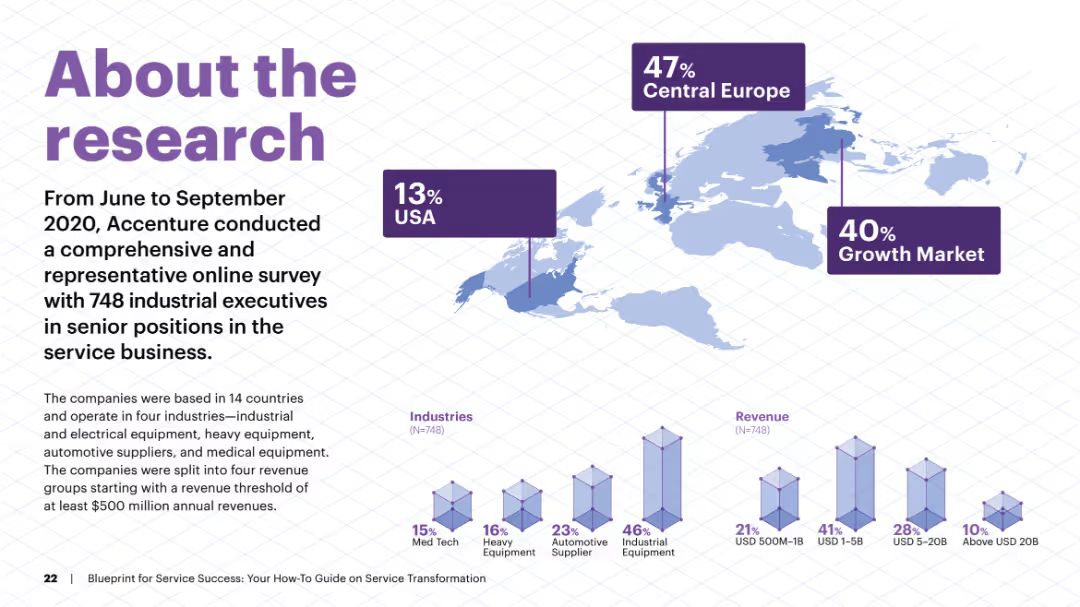 About the
research
From June to September
2020, Accenture conducted
a comprehensive and
representative online survey
with 748 industrial executives
in senior positions in the
service business.
The companies were based in 14 countries
and operate in four industries—industrial
and electrical equipment, heavy equipment,
automotive suppliers, and medical equipment.
The companies were split into four revenue
groups starting with a revenue threshold of
at least $500 million annual revenues.
47%
Central Europe
13%
USA
40%
Growth Market
Industries
(N=748)
15%
Med Tech
16%
Heavy
Equipment
23%
Automotive
Supplier
46%
Industrial
Equipment
Revenue
(N=748)
21%
USD 500M–1B
41%
USD 1–5B
28%
USD 5–20B
10%
Above USD 20B
22 | Blueprint for Service Success: Your How-To Guide on Service Transformation